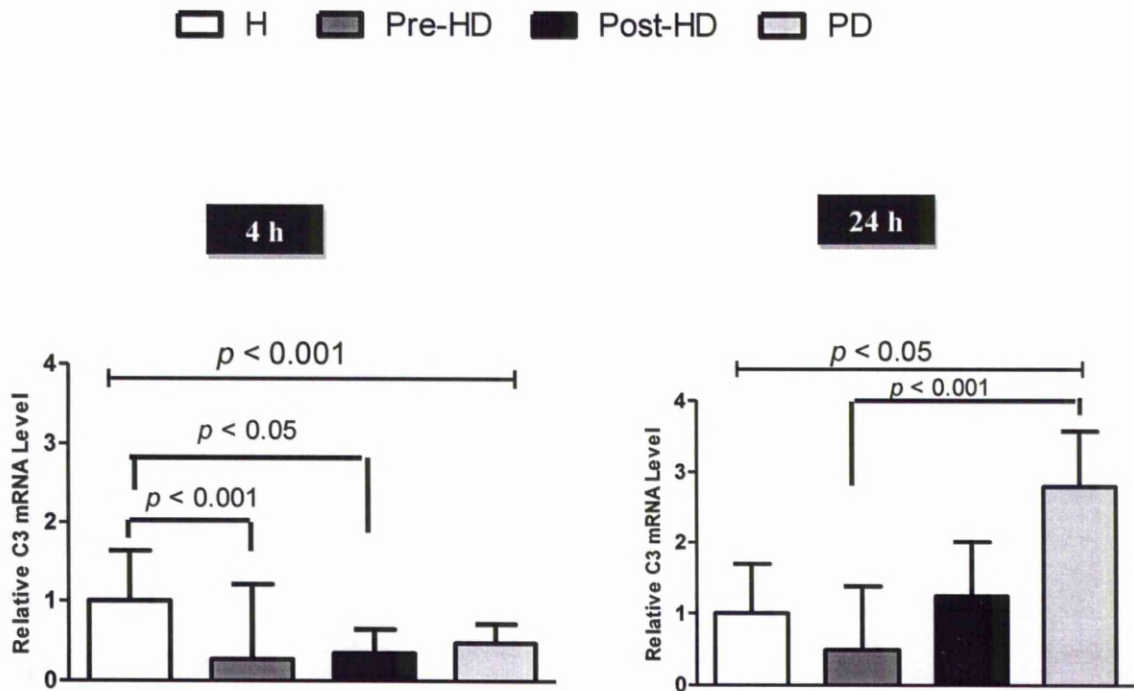 H Pre-HD Post-HD PD
4 h
24 h
p < 0.001
p < 0.05
p < 0.001
Relative C3 mRNA Level
4
3
2
1
0
p < 0.05
p < 0.001
Relative C3 mRNA Level
4
3
2
1
0